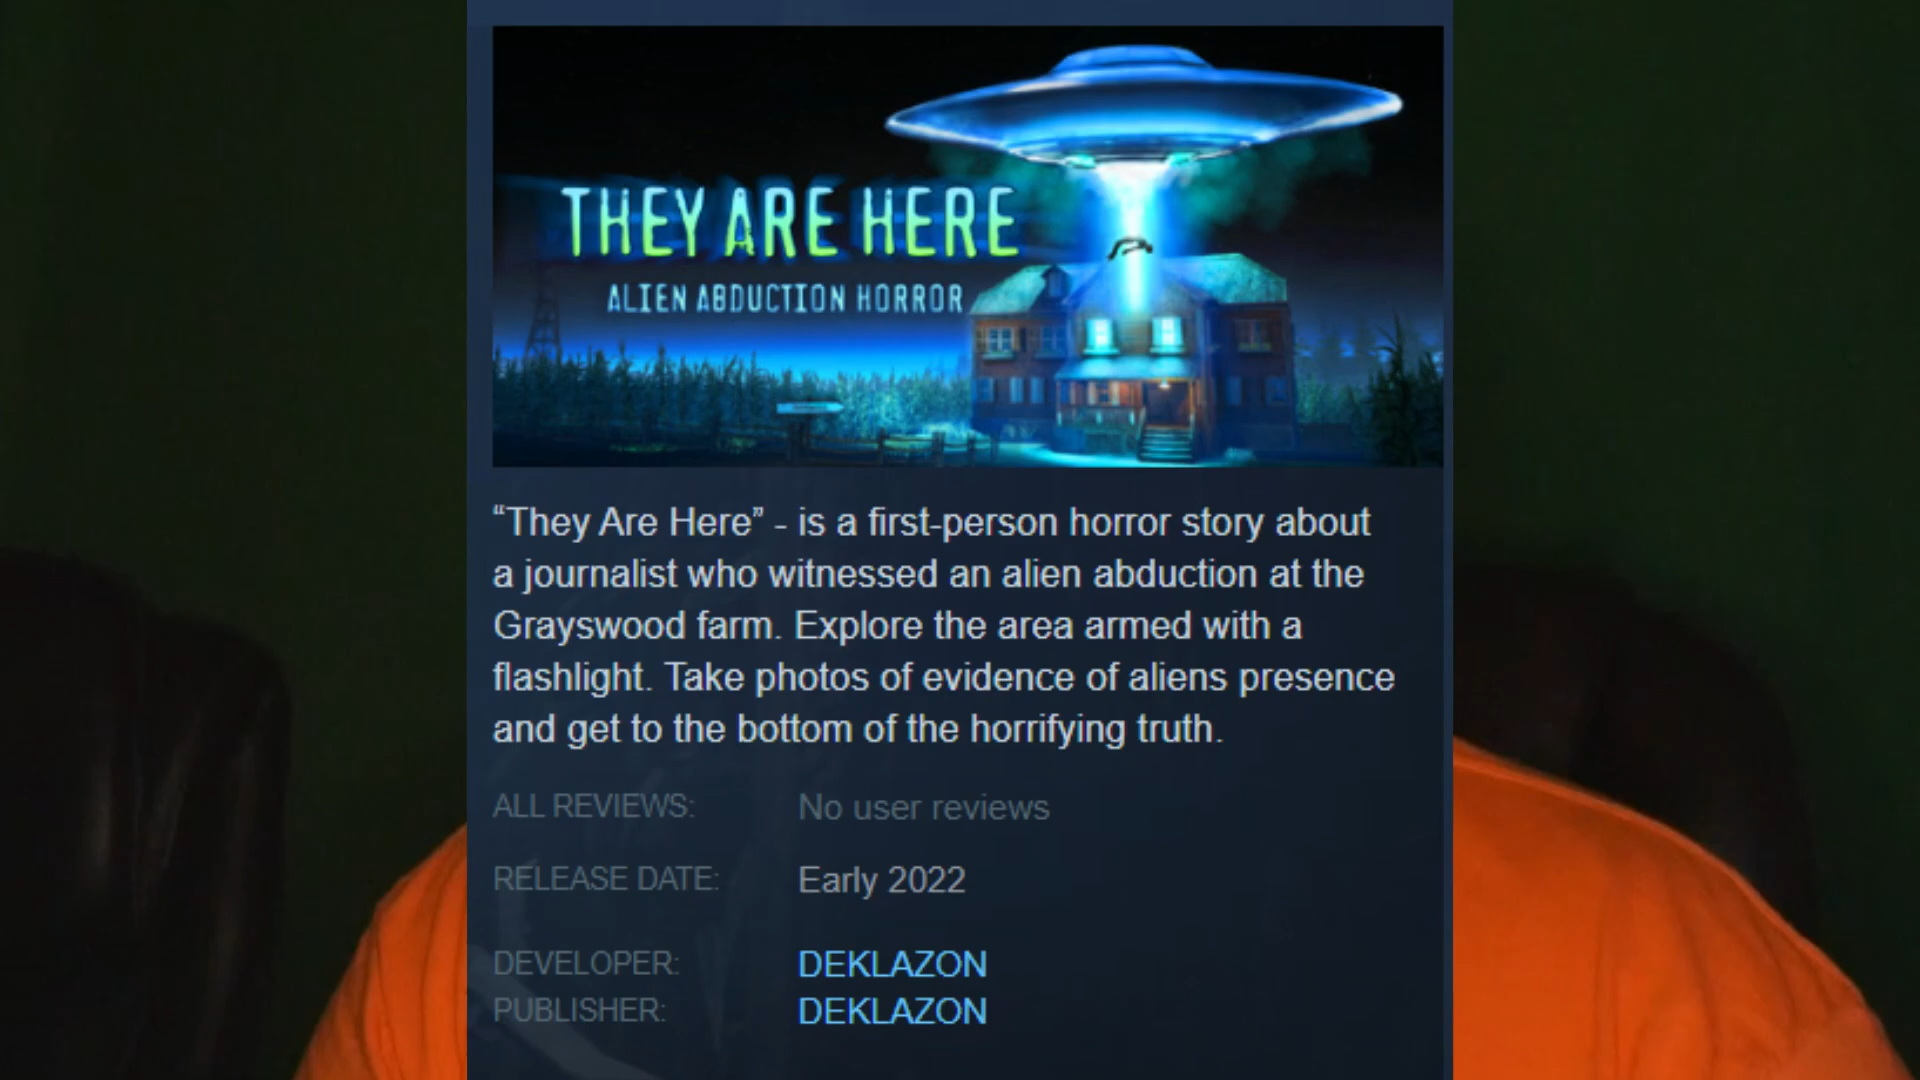 THEY ARE HERE
ALIEN ABDUCTION HORROR
“They Are Here” - is a first-person horror story about
a journalist who witnessed an alien abduction at the
Grayswood farm. Explore the area armed with a
flashlight. Take photos of evidence of aliens presence
and get to the bottom of the horrifying truth.
ALL REVIEWS: No user reviews
RELEASE DATE: Early 2022
DEVELOPER: DEKLAZON
PUBLISHER: DEKLAZON